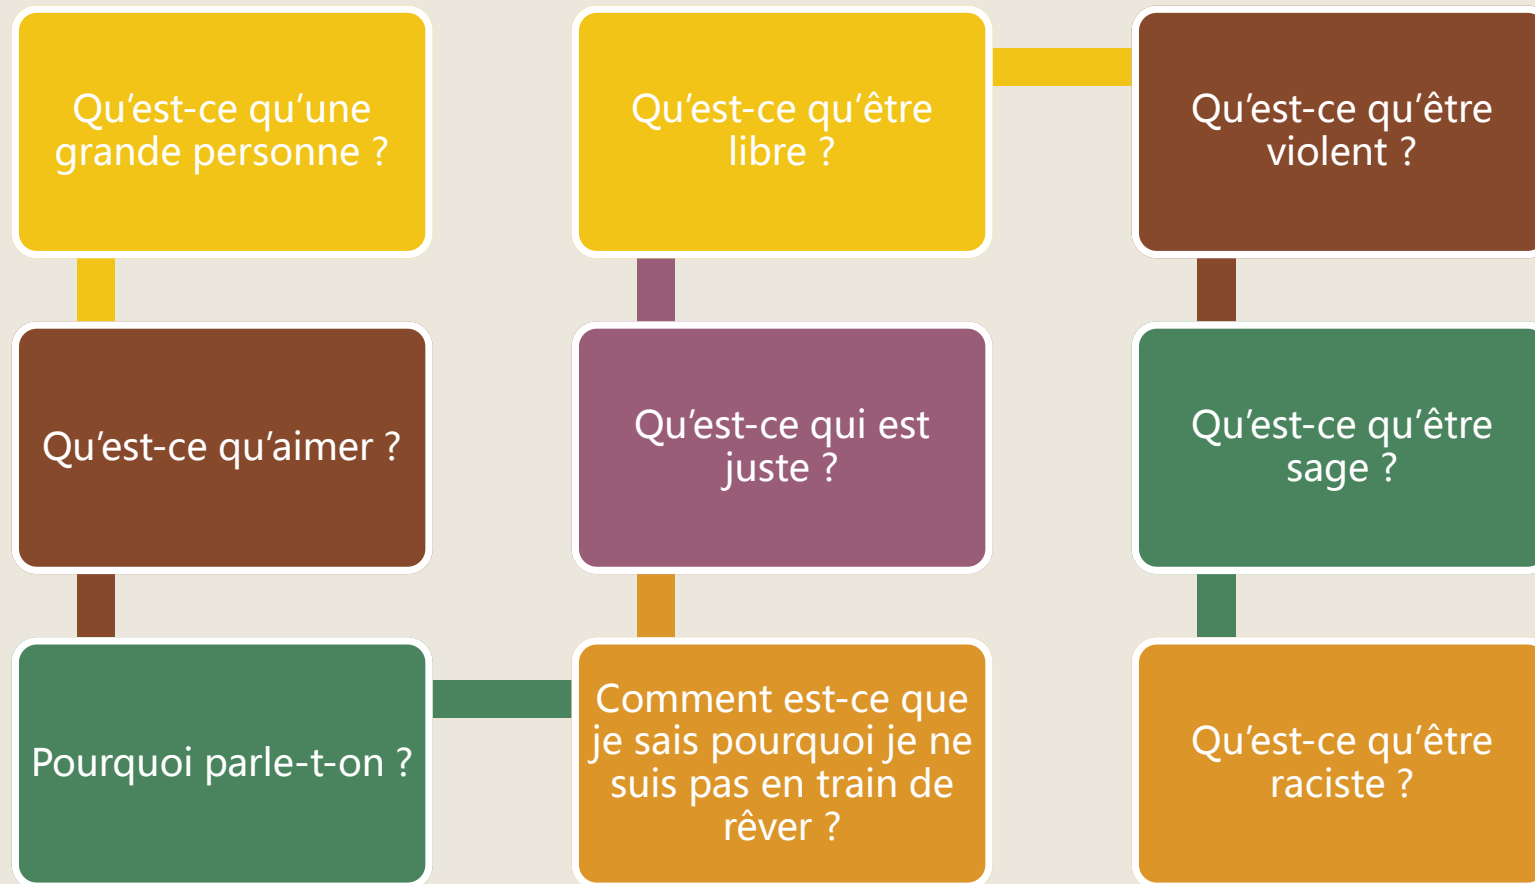 Qu’est-ce qu’une
grande personne ?
Qu’est-ce qu’aimer ?
Pourquoi parle-t-on ?
Comment est-ce que
je sais pourquoi je ne
suis pas en train de
rêver ?
Qu’est-ce qui est
juste ?
Qu’est-ce qu’être
libre ?
Qu’est-ce qu’être
violent ?
Qu’est-ce qu’être
sage ?
Qu’est-ce qu’être
raciste ?